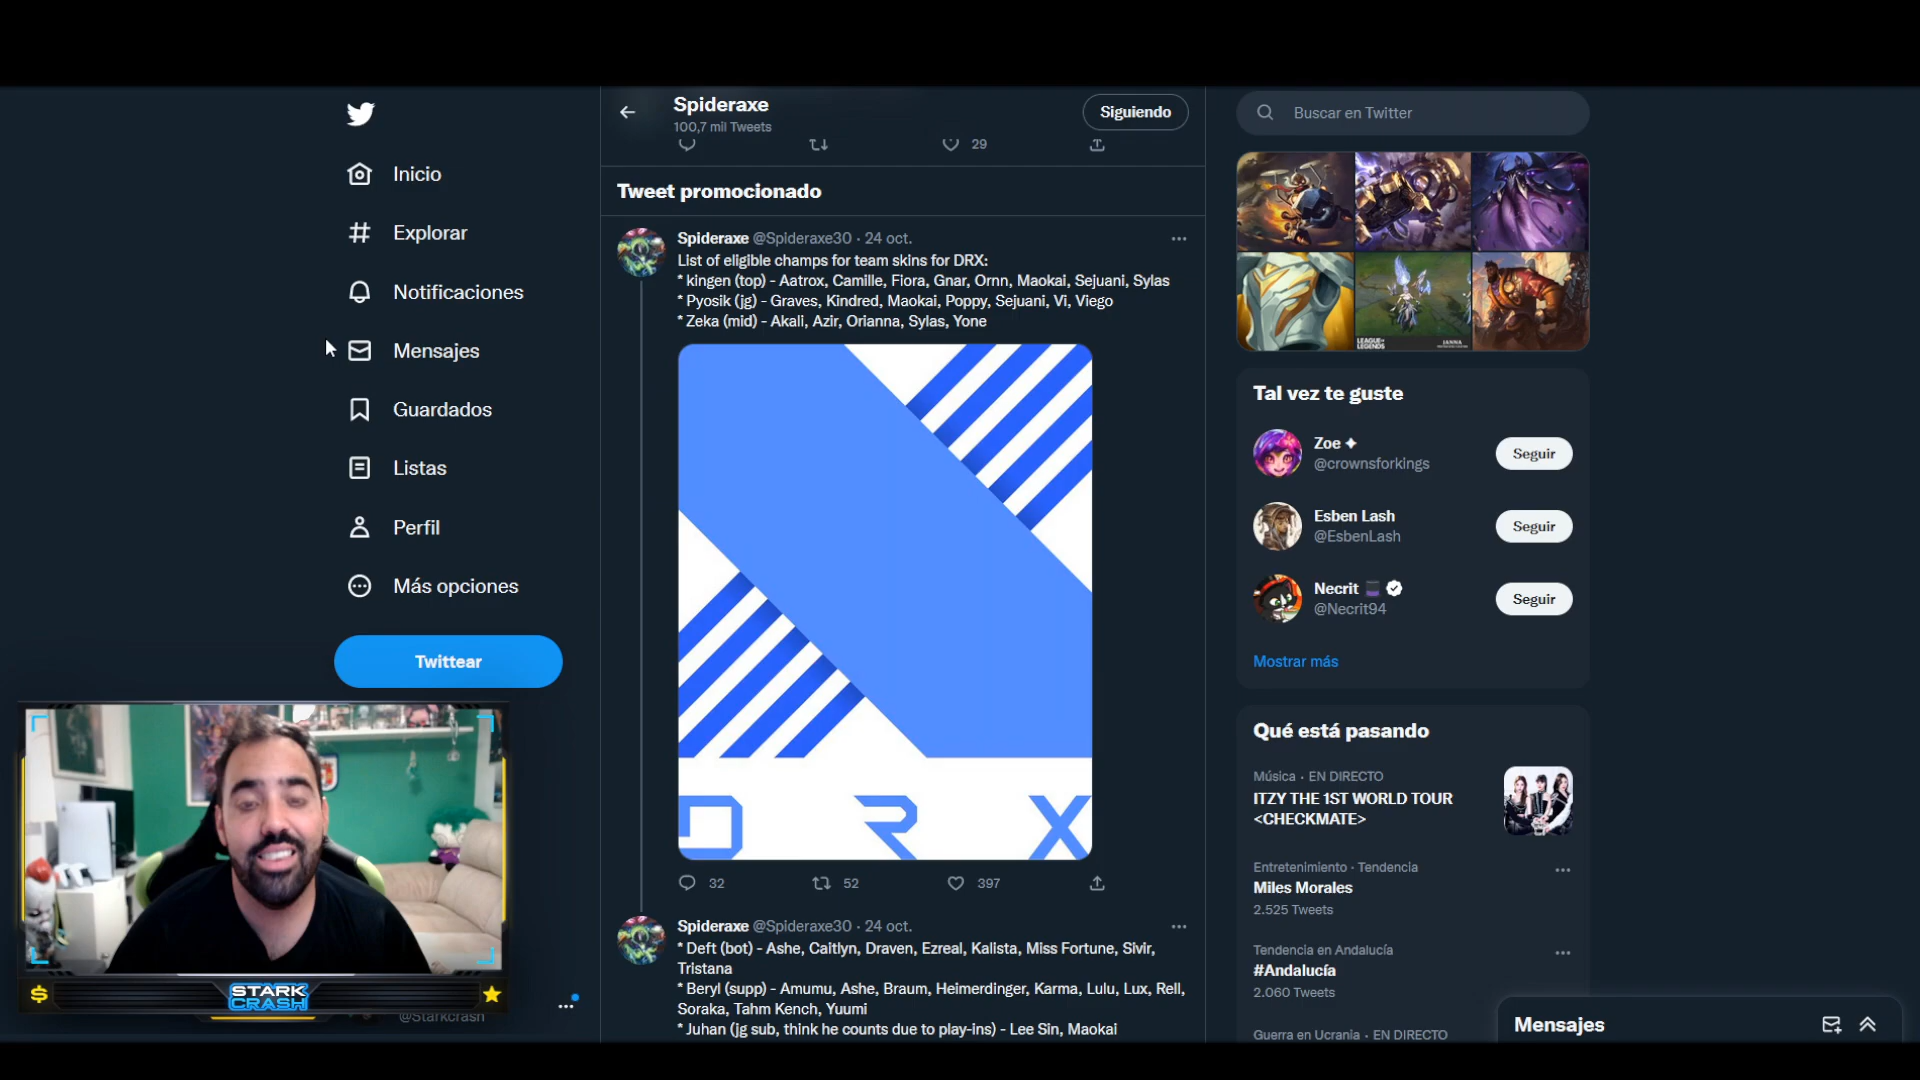 Inicio
Explorar
Notificaciones
Mensajes
Guardados
Listas
Perfil
Más opciones
Twittear
STARK
CRASH
@Starkcrash
Spideraxe
100,7 mil Tweets
Siguiendo
29
Tweet promocionado
Spideraxe @Spideraxe30 · 24 oct.
List of eligible champs for team skins for DRX:
* kingen (top) - Aatrox, Camille, Fiora, Gnar, Ornn, Maokai, Sejuani, Sylas
* Pyosik (jg) - Graves, Kindred, Maokai, Poppy, Sejuani, Vi, Viego
* Zeka (mid) - Akali, Azir, Orianna, Sylas, Yone
DRX
32 52 397
Spideraxe @Spideraxe30 · 24 oct.
* Deft (bot) - Ashe, Caitlyn, Draven, Ezreal, Kalista, Miss Fortune, Sivir,
Tristana
* Beryl (supp) - Amumu, Ashe, Braum, Heimerdinger, Karma, Lulu, Lux, Rell,
Soraka, Tahm Kench, Yuumi
* Juhan (jg sub, think he counts due to play-ins) - Lee Sin, Maokai
Buscar en Twitter
LEAGUE OF
LEGENDS
JANNA
Tal vez te guste
Zoe ✦
@crownsforkings
Seguir
Esben Lash
@EsbenLash
Seguir
Necrit
@Necrit94
Seguir
Mostrar más
Qué está pasando
Música · EN DIRECTO
ITZY THE 1ST WORLD TOUR
<CHECKMATE>
Entretenimiento · Tendencia
Miles Morales
2.525 Tweets
Tendencia en Andalucía
#Andalucía
2.060 Tweets
Guerra en Ucrania · EN DIRECTO
Mensajes